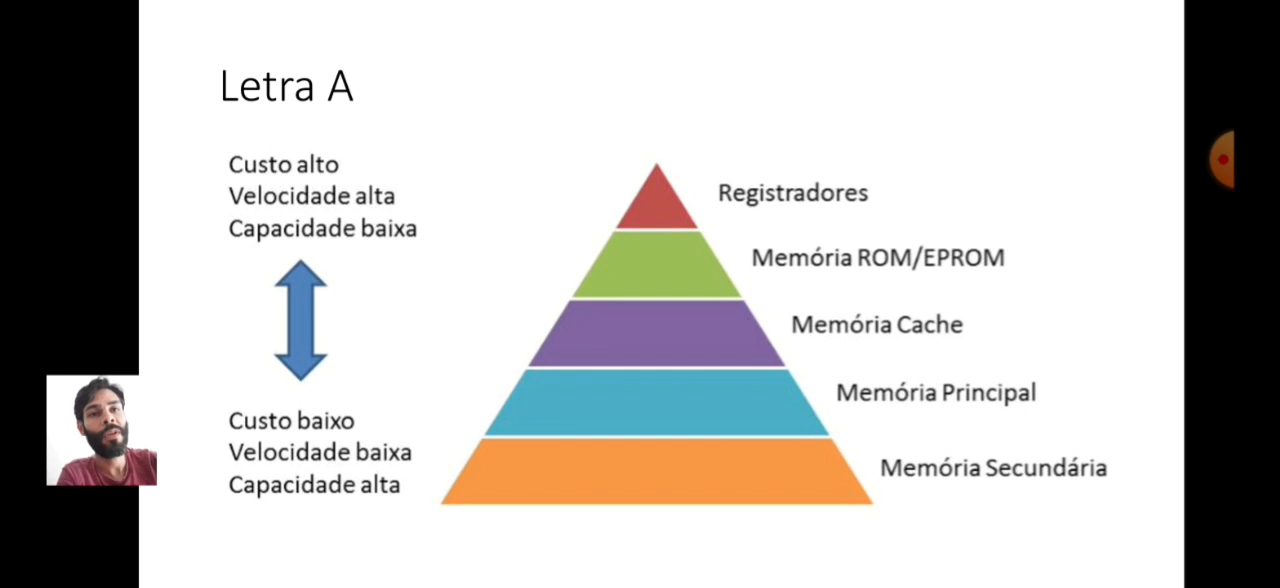 Letra A
Custo alto
Velocidade alta
Capacidade baixa
Custo baixo
Velocidade baixa
Capacidade alta
Registradores
Memória ROM/EPROM
Memória Cache
Memória Principal
Memória Secundária